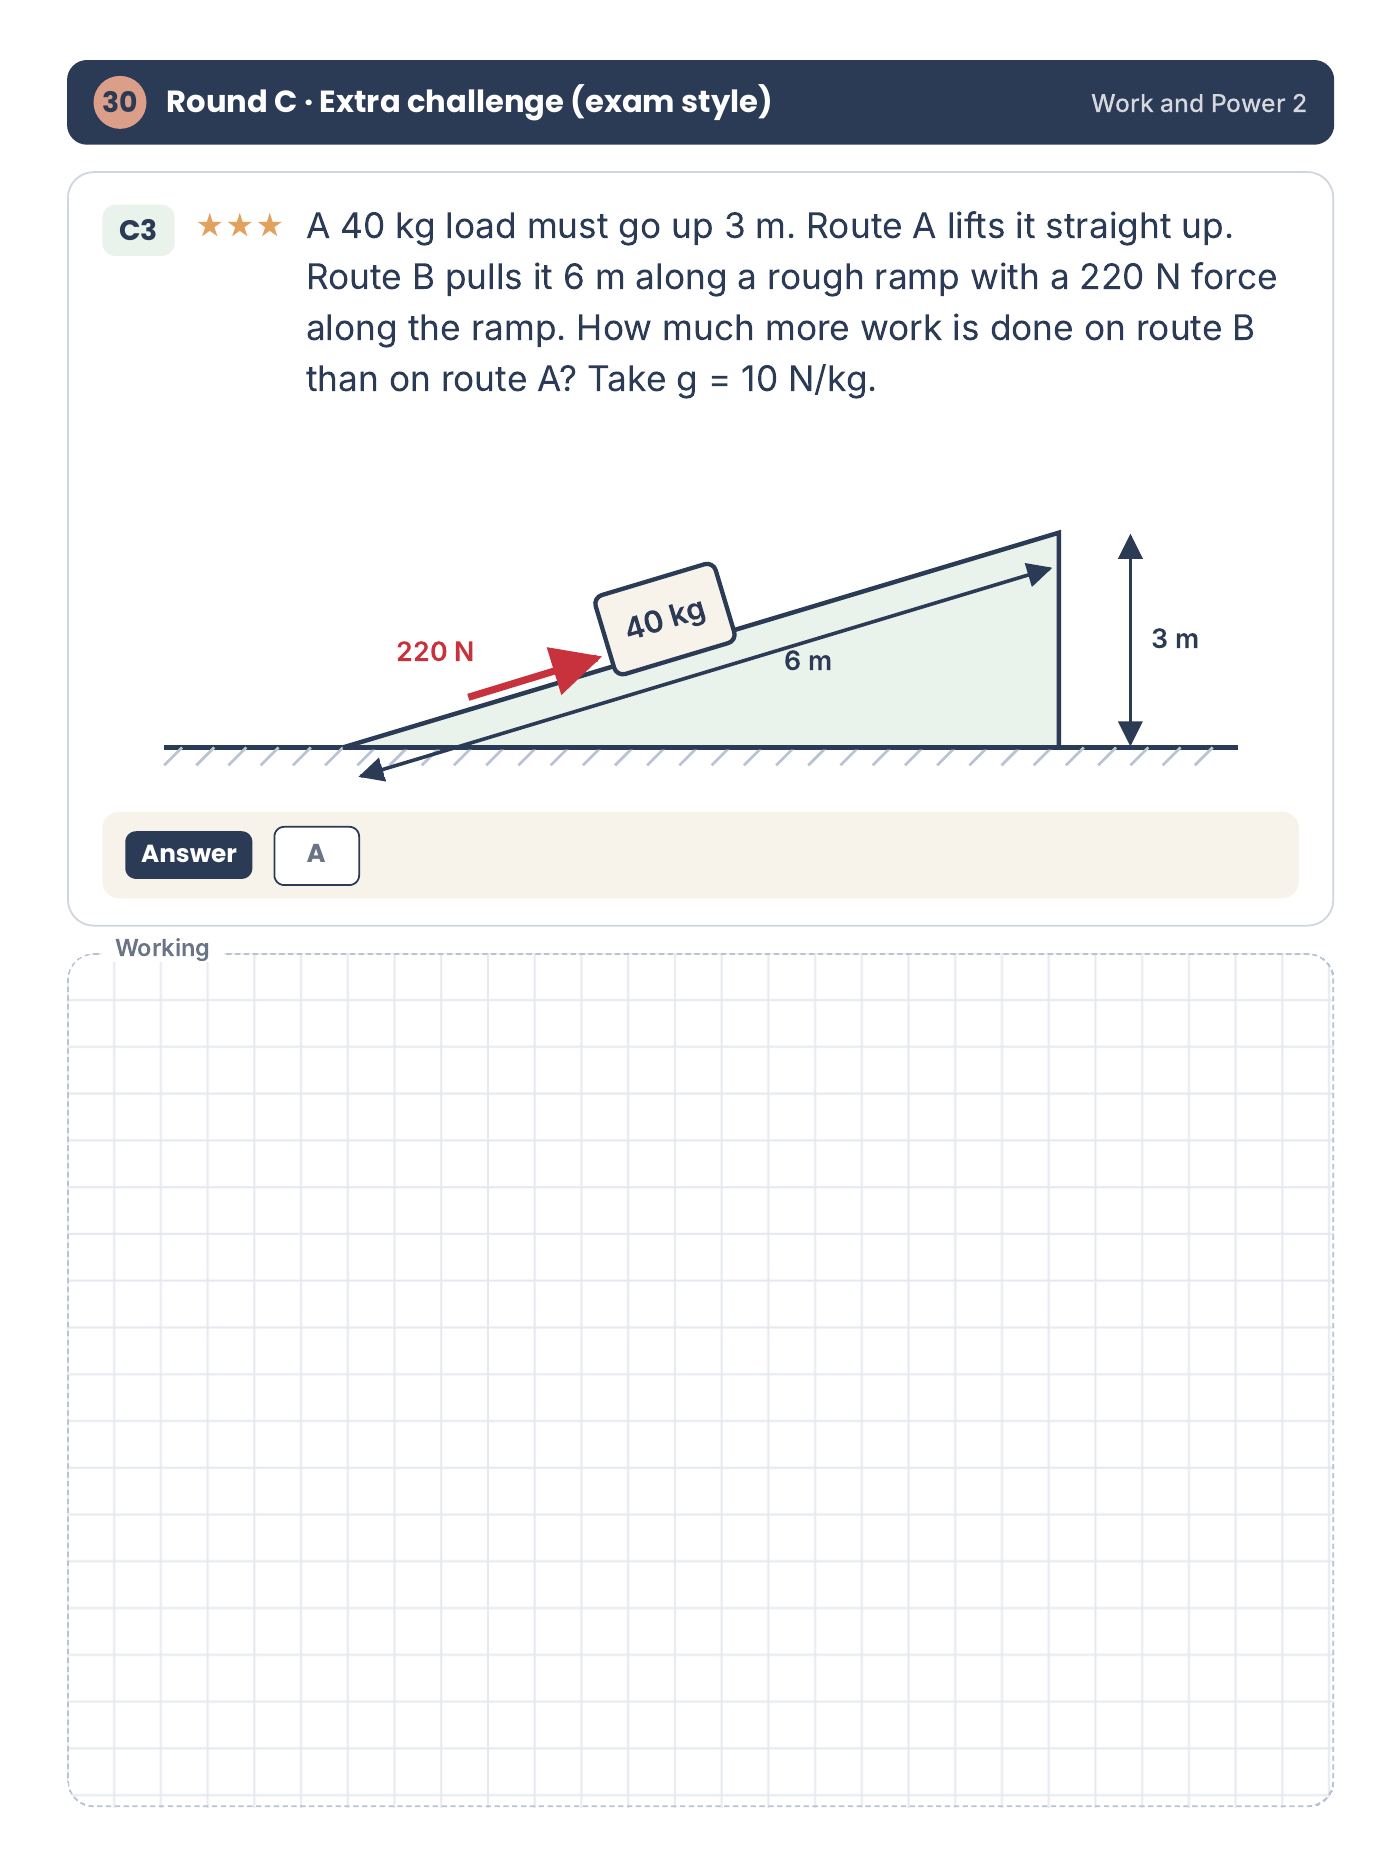 30 Round C · Extra challenge (exam style) Work and Power 2
C3 ★★★ A 40 kg load must go up 3 m. Route A lifts it straight up.
Route B pulls it 6 m along a rough ramp with a 220 N force
along the ramp. How much more work is done on route B
than on route A? Take g = 10 N/kg.
40 kg
220 N
6 m
3 m
Answer A
Working